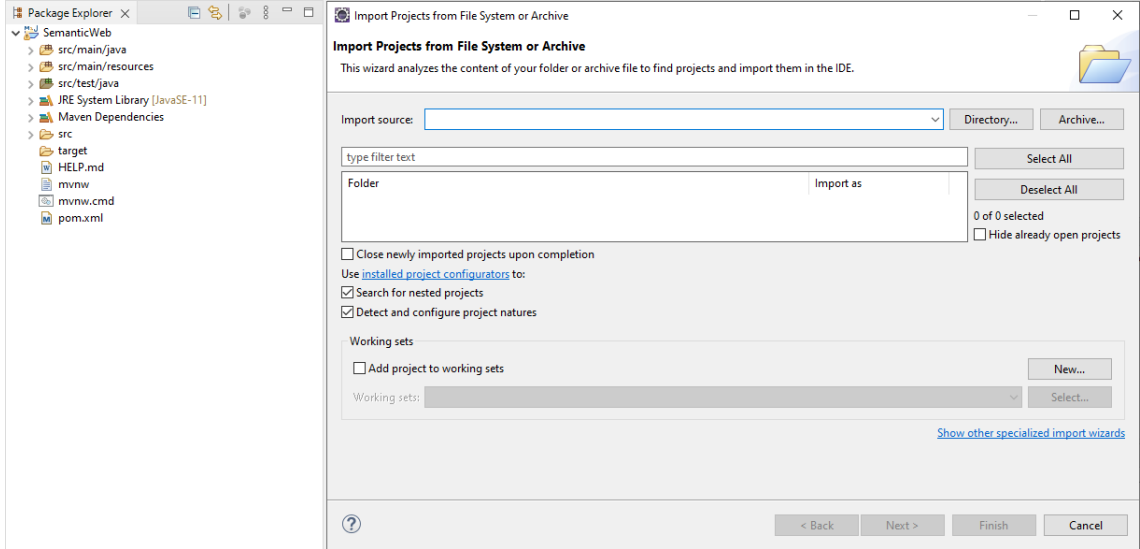 Package Explorer
SemanticWeb
src/main/java
src/main/resources
src/test/java
JRE System Library [JavaSE-11]
Maven Dependencies
src
target
HELP.md
mvnw
mvnw.cmd
pom.xml
Import Projects from File System or Archive
Import Projects from File System or Archive
This wizard analyzes the content of your folder or archive file to find projects and import them in the IDE.
Import source: Directory... Archive...
type filter text Select All
Folder Import as Deselect All
0 of 0 selected
Hide already open projects
Close newly imported projects upon completion
Use installed project configurators to:
Search for nested projects
Detect and configure project natures
Working sets
Add project to working sets New...
Working sets: Select...
Show other specialized import wizards
? < Back Next > Finish Cancel